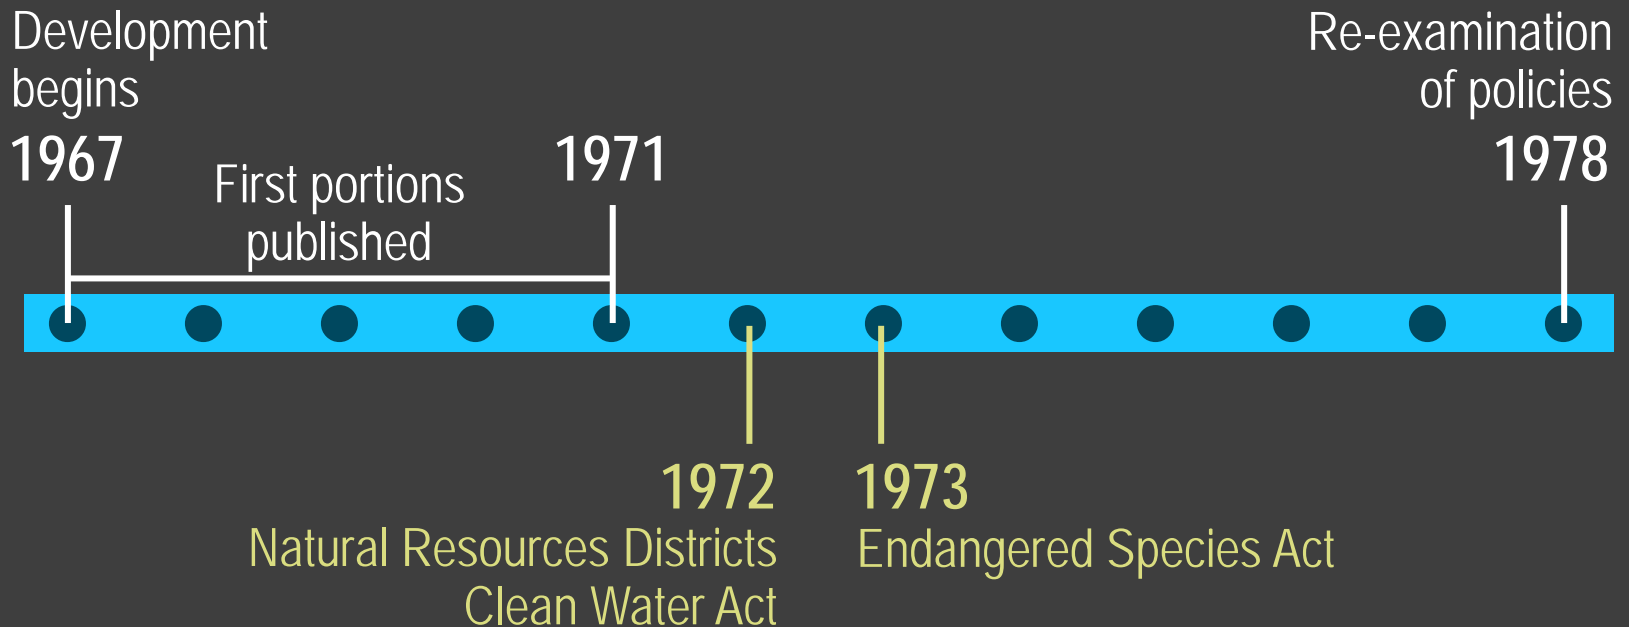 Development
begins
1967
First portions
published
1971
Re-examination
of policies
1978
1972
Natural Resources Districts
Clean Water Act
1973
Endangered Species Act